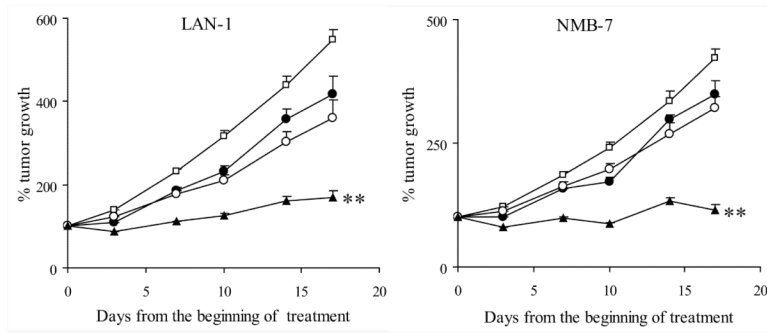 LAN-1
% tumor growth
600
400
200
0
0 5 10 15 20
**
Days from the beginning of treatment
NMB-7
% tumor growth
500
250
0
0 5 10 15 20
**
Days from the beginning of treatment